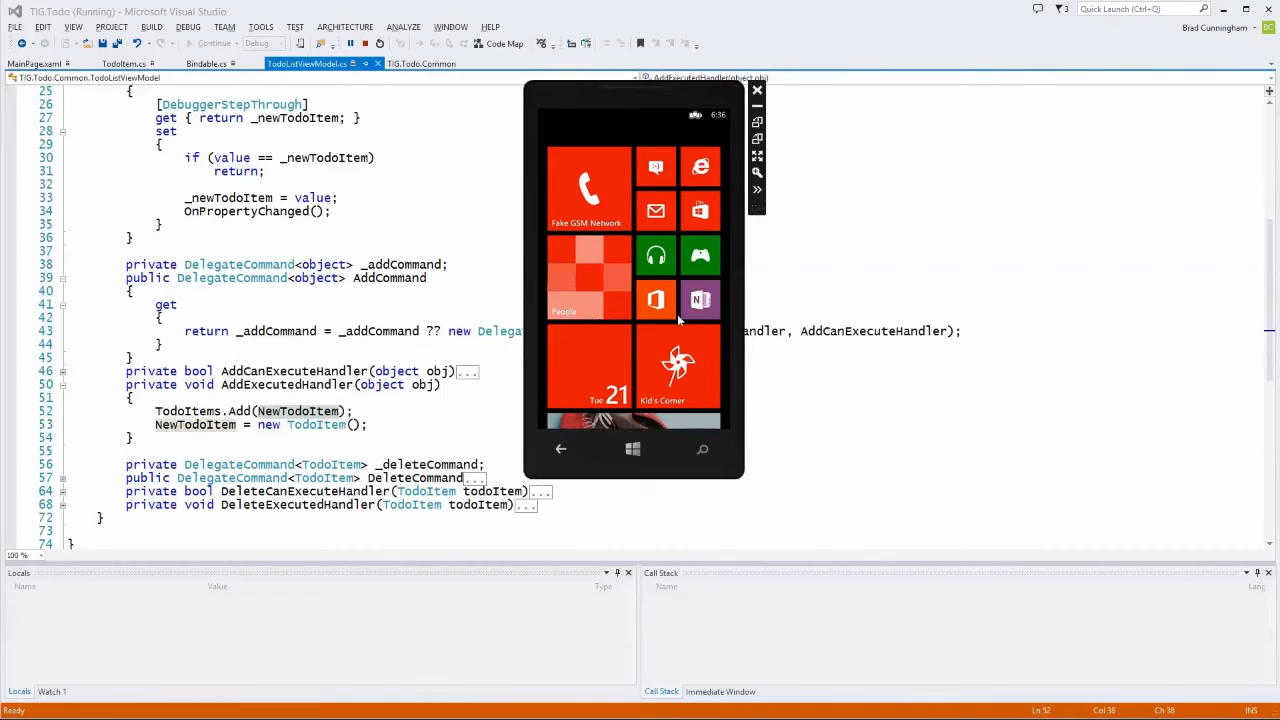 TIG.Todo (Running) - Microsoft Visual Studio
Quick Launch (Ctrl+Q)
FILE EDIT VIEW PROJECT BUILD DEBUG TEAM TOOLS TEST ARCHITECTURE ANALYZE WINDOW HELP
Brad Cunningham BC
Continue Debug Code Map
MainPage.xaml TodoItem.cs Bindable.cs TodoListViewModel.cs TIG.Todo.Common
TIG.Todo.Common.TodoListViewModel AddExecutedHandler(object obj)
25 {
26 [DebuggerStepThrough]
27 get { return _newTodoItem; }
28 set
29 {
30 if (value == _newTodoItem)
31 return;
32
33 _newTodoItem = value;
34 OnPropertyChanged();
35 }
36 }
37
38 private DelegateCommand<object> _addCommand;
39 public DelegateCommand<object> AddCommand
40 {
41 get
42 {
43 return _addCommand = _addCommand ?? new Deleg ndler, AddCanExecuteHandler);
44 }
45 }
46 private bool AddCanExecuteHandler(object obj)...
50 private void AddExecutedHandler(object obj)
51 {
52 TodoItems.Add(NewTodoItem);
53 NewTodoItem = new TodoItem();
54 }
55
56 private DelegateCommand<TodoItem> _deleteCommand;
57 public DelegateCommand<TodoItem> DeleteCommand...
64 private bool DeleteCanExecuteHandler(TodoItem todoItem)...
68 private void DeleteExecutedHandler(TodoItem todoItem)...
72 }
73
74 }
6:36
Fake GSM Network
People
Tue 21
Kid's Corner
100 %
Locals
Name Value Type
Call Stack
Name Lang
Locals Watch 1
Call Stack Immediate Window
Ready Ln 52 Col 38 Ch 38 INS